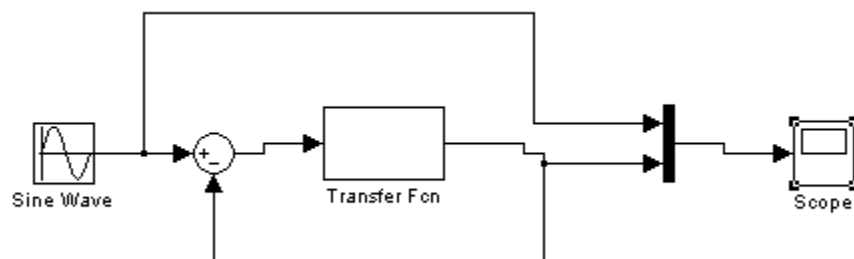 Sine Wave
+
−
Transfer Fcn
Scope